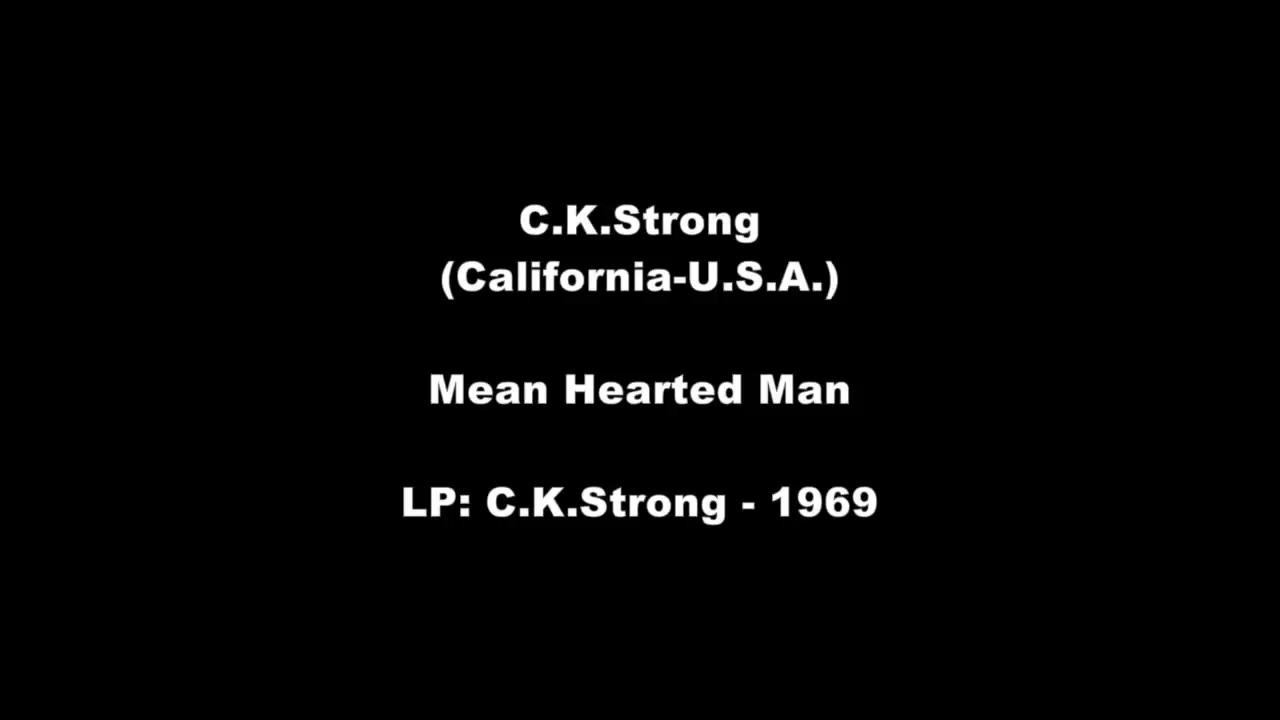 C.K.Strong
(California-U.S.A.)
Mean Hearted Man
LP: C.K.Strong - 1969